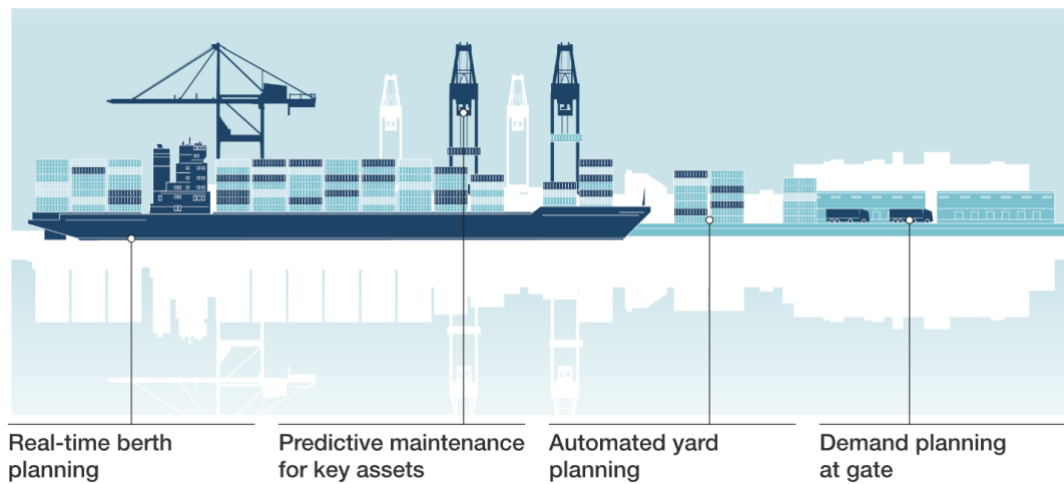 Real-time berth
planning
Predictive maintenance
for key assets
Automated yard
planning
Demand planning
at gate